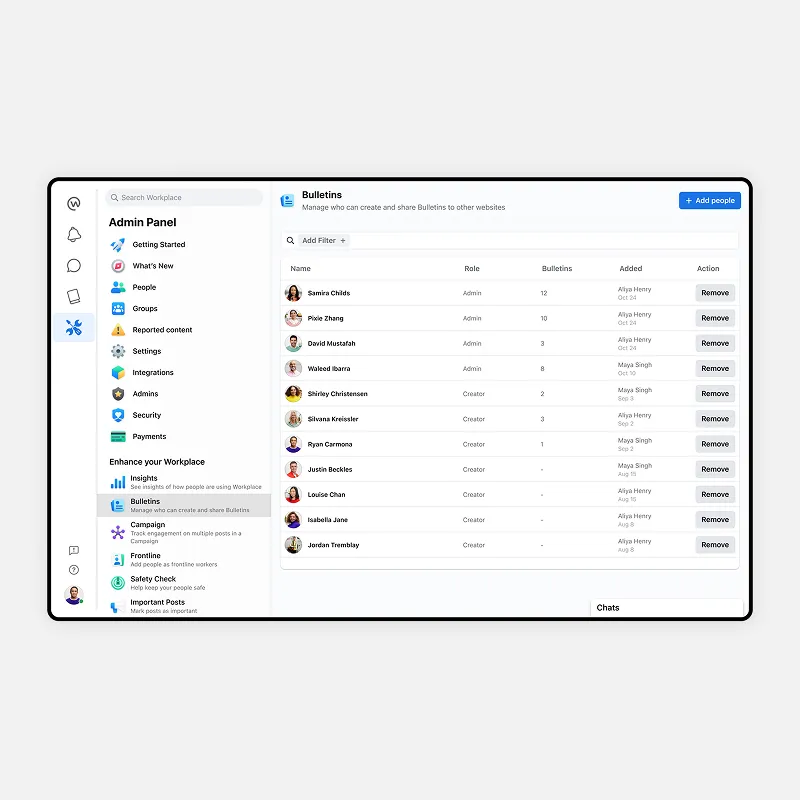 Search Workplace
Admin Panel
Getting Started
What's New
People
Groups
Reported content
Settings
Integrations
Admins
Security
Payments
Enhance your Workplace
Insights
See insights of how people are using Workplace
Bulletins
Manage who can create and share Bulletins
Campaign
Track engagement on multiple posts in a
Campaign
Frontline
Add people as frontline workers
Safety Check
Help keep your people safe
Important Posts
Mark posts as important
Bulletins
Manage who can create and share Bulletins to other websites
+ Add people
Add Filter +
Name Role Bulletins Added Action
Samira Childs Admin 12 Aliya Henry Remove
Oct 24
Pixie Zhang Admin 10 Aliya Henry Remove
Oct 24
David Mustafah Admin 3 Aliya Henry Remove
Oct 24
Waleed Ibarra Admin 8 Maya Singh Remove
Oct 10
Shirley Christensen Creator 2 Maya Singh Remove
Sep 3
Silvana Kreissler Creator 3 Aliya Henry Remove
Sep 2
Ryan Carmona Creator 1 Maya Singh Remove
Sep 2
Justin Beckles Creator - Maya Singh Remove
Aug 15
Louise Chan Creator - Aliya Henry Remove
Aug 15
Isabella Jane Creator - Aliya Henry Remove
Aug 8
Jordan Tremblay Creator - Aliya Henry Remove
Aug 8
Chats